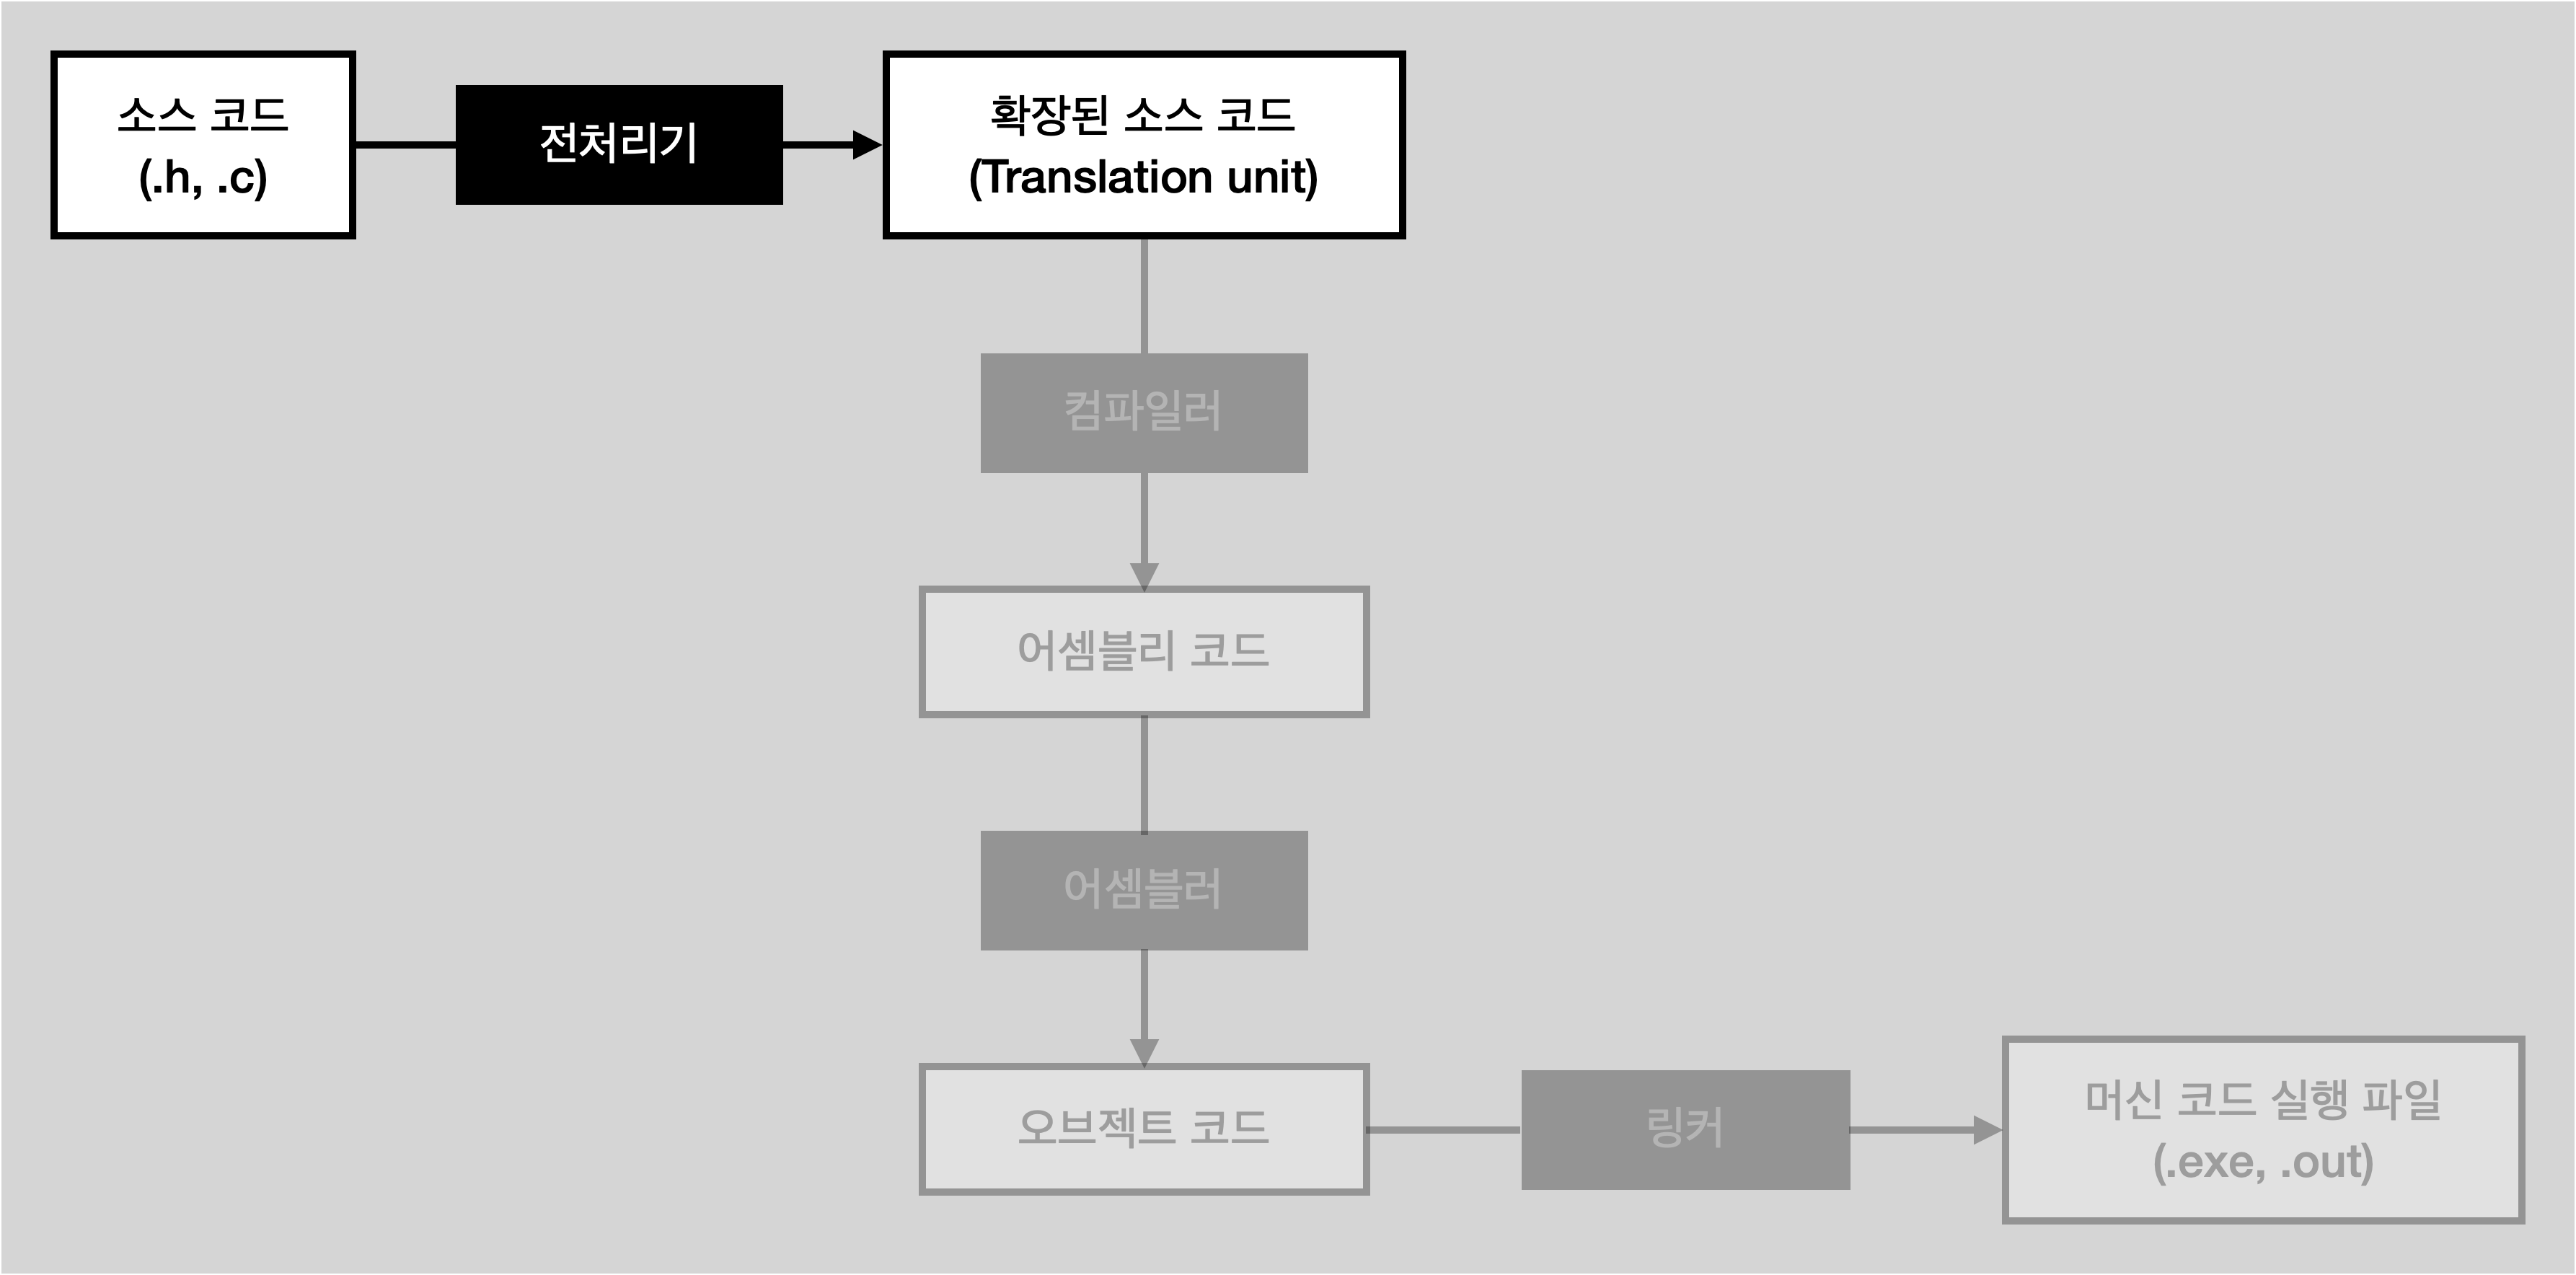 소스 코드
(.h, .c)
전처리기
확장된 소스 코드
(Translation unit)
컴파일러
어셈블리 코드
어셈블러
오브젝트 코드
링커
머신 코드 실행 파일
(.exe, .out)